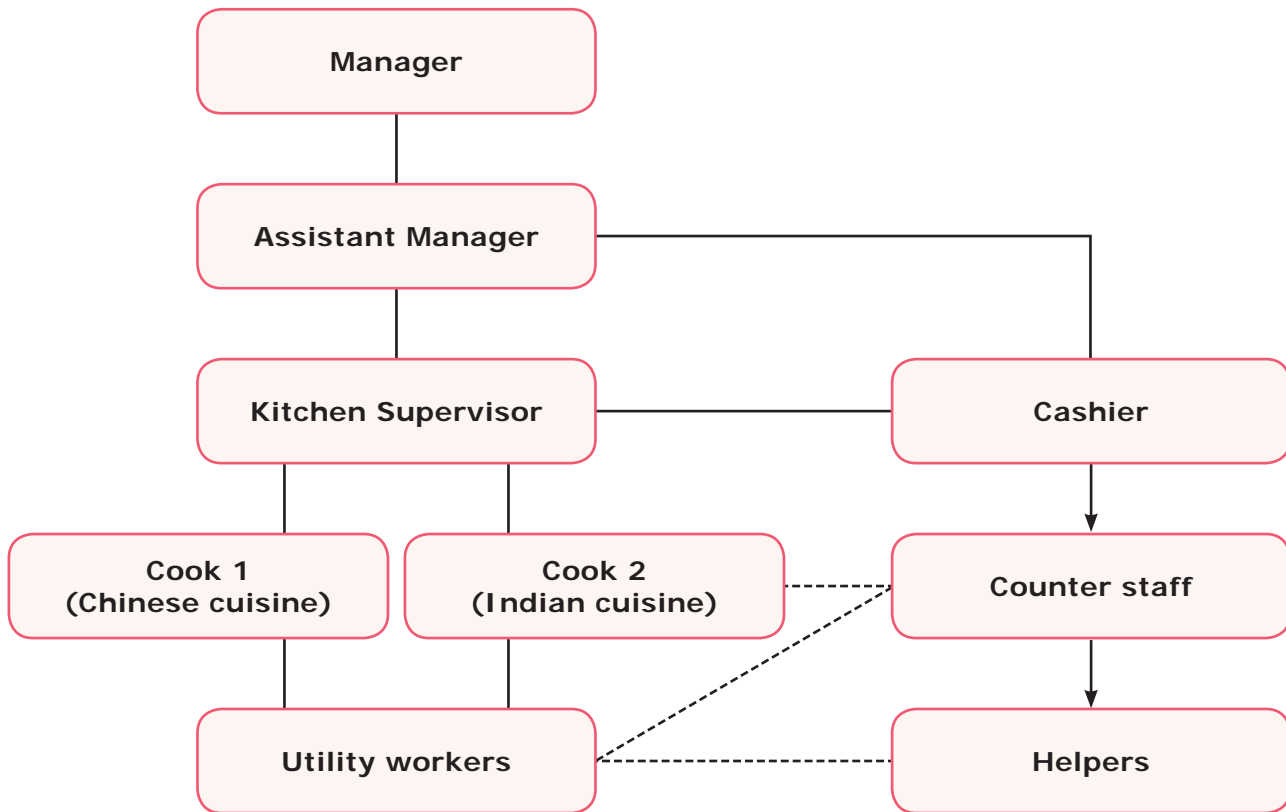 Manager
Assistant Manager
Kitchen Supervisor
Cashier
Cook 1
(Chinese cuisine)
Cook 2
(Indian cuisine)
Counter staff
Utility workers
Helpers